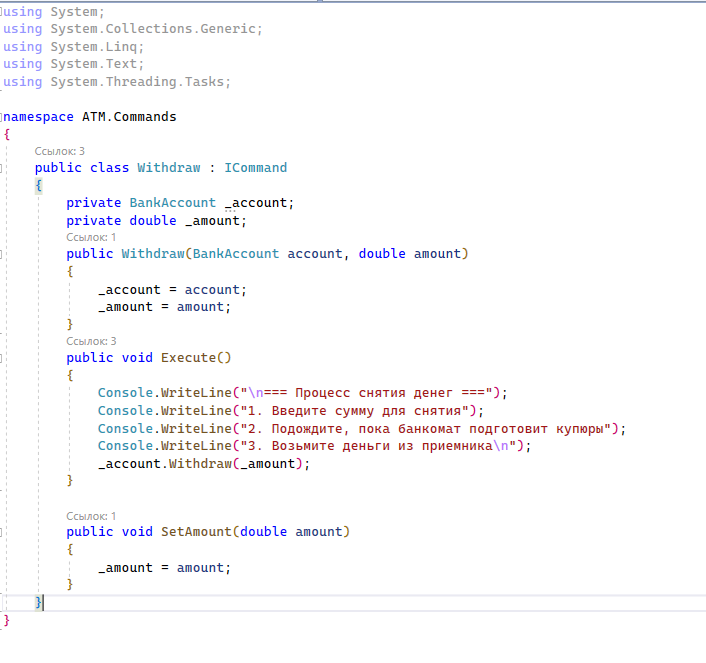 using System;
using System.Collections.Generic;
using System.Linq;
using System.Text;
using System.Threading.Tasks;

namespace ATM.Commands
{
    Ссылок: 3
    public class Withdraw : ICommand
    {
        private BankAccount _account;
        private double _amount;
        Ссылок: 1
        public Withdraw(BankAccount account, double amount)
        {
            _account = account;
            _amount = amount;
        }
        Ссылок: 3
        public void Execute()
        {
            Console.WriteLine("\n=== Процесс снятия денег ===");
            Console.WriteLine("1. Введите сумму для снятия");
            Console.WriteLine("2. Подождите, пока банкомат подготовит купюры");
            Console.WriteLine("3. Возьмите деньги из приемника\n");
            _account.Withdraw(_amount);
        }

        Ссылок: 1
        public void SetAmount(double amount)
        {
            _amount = amount;
        }
    }
}